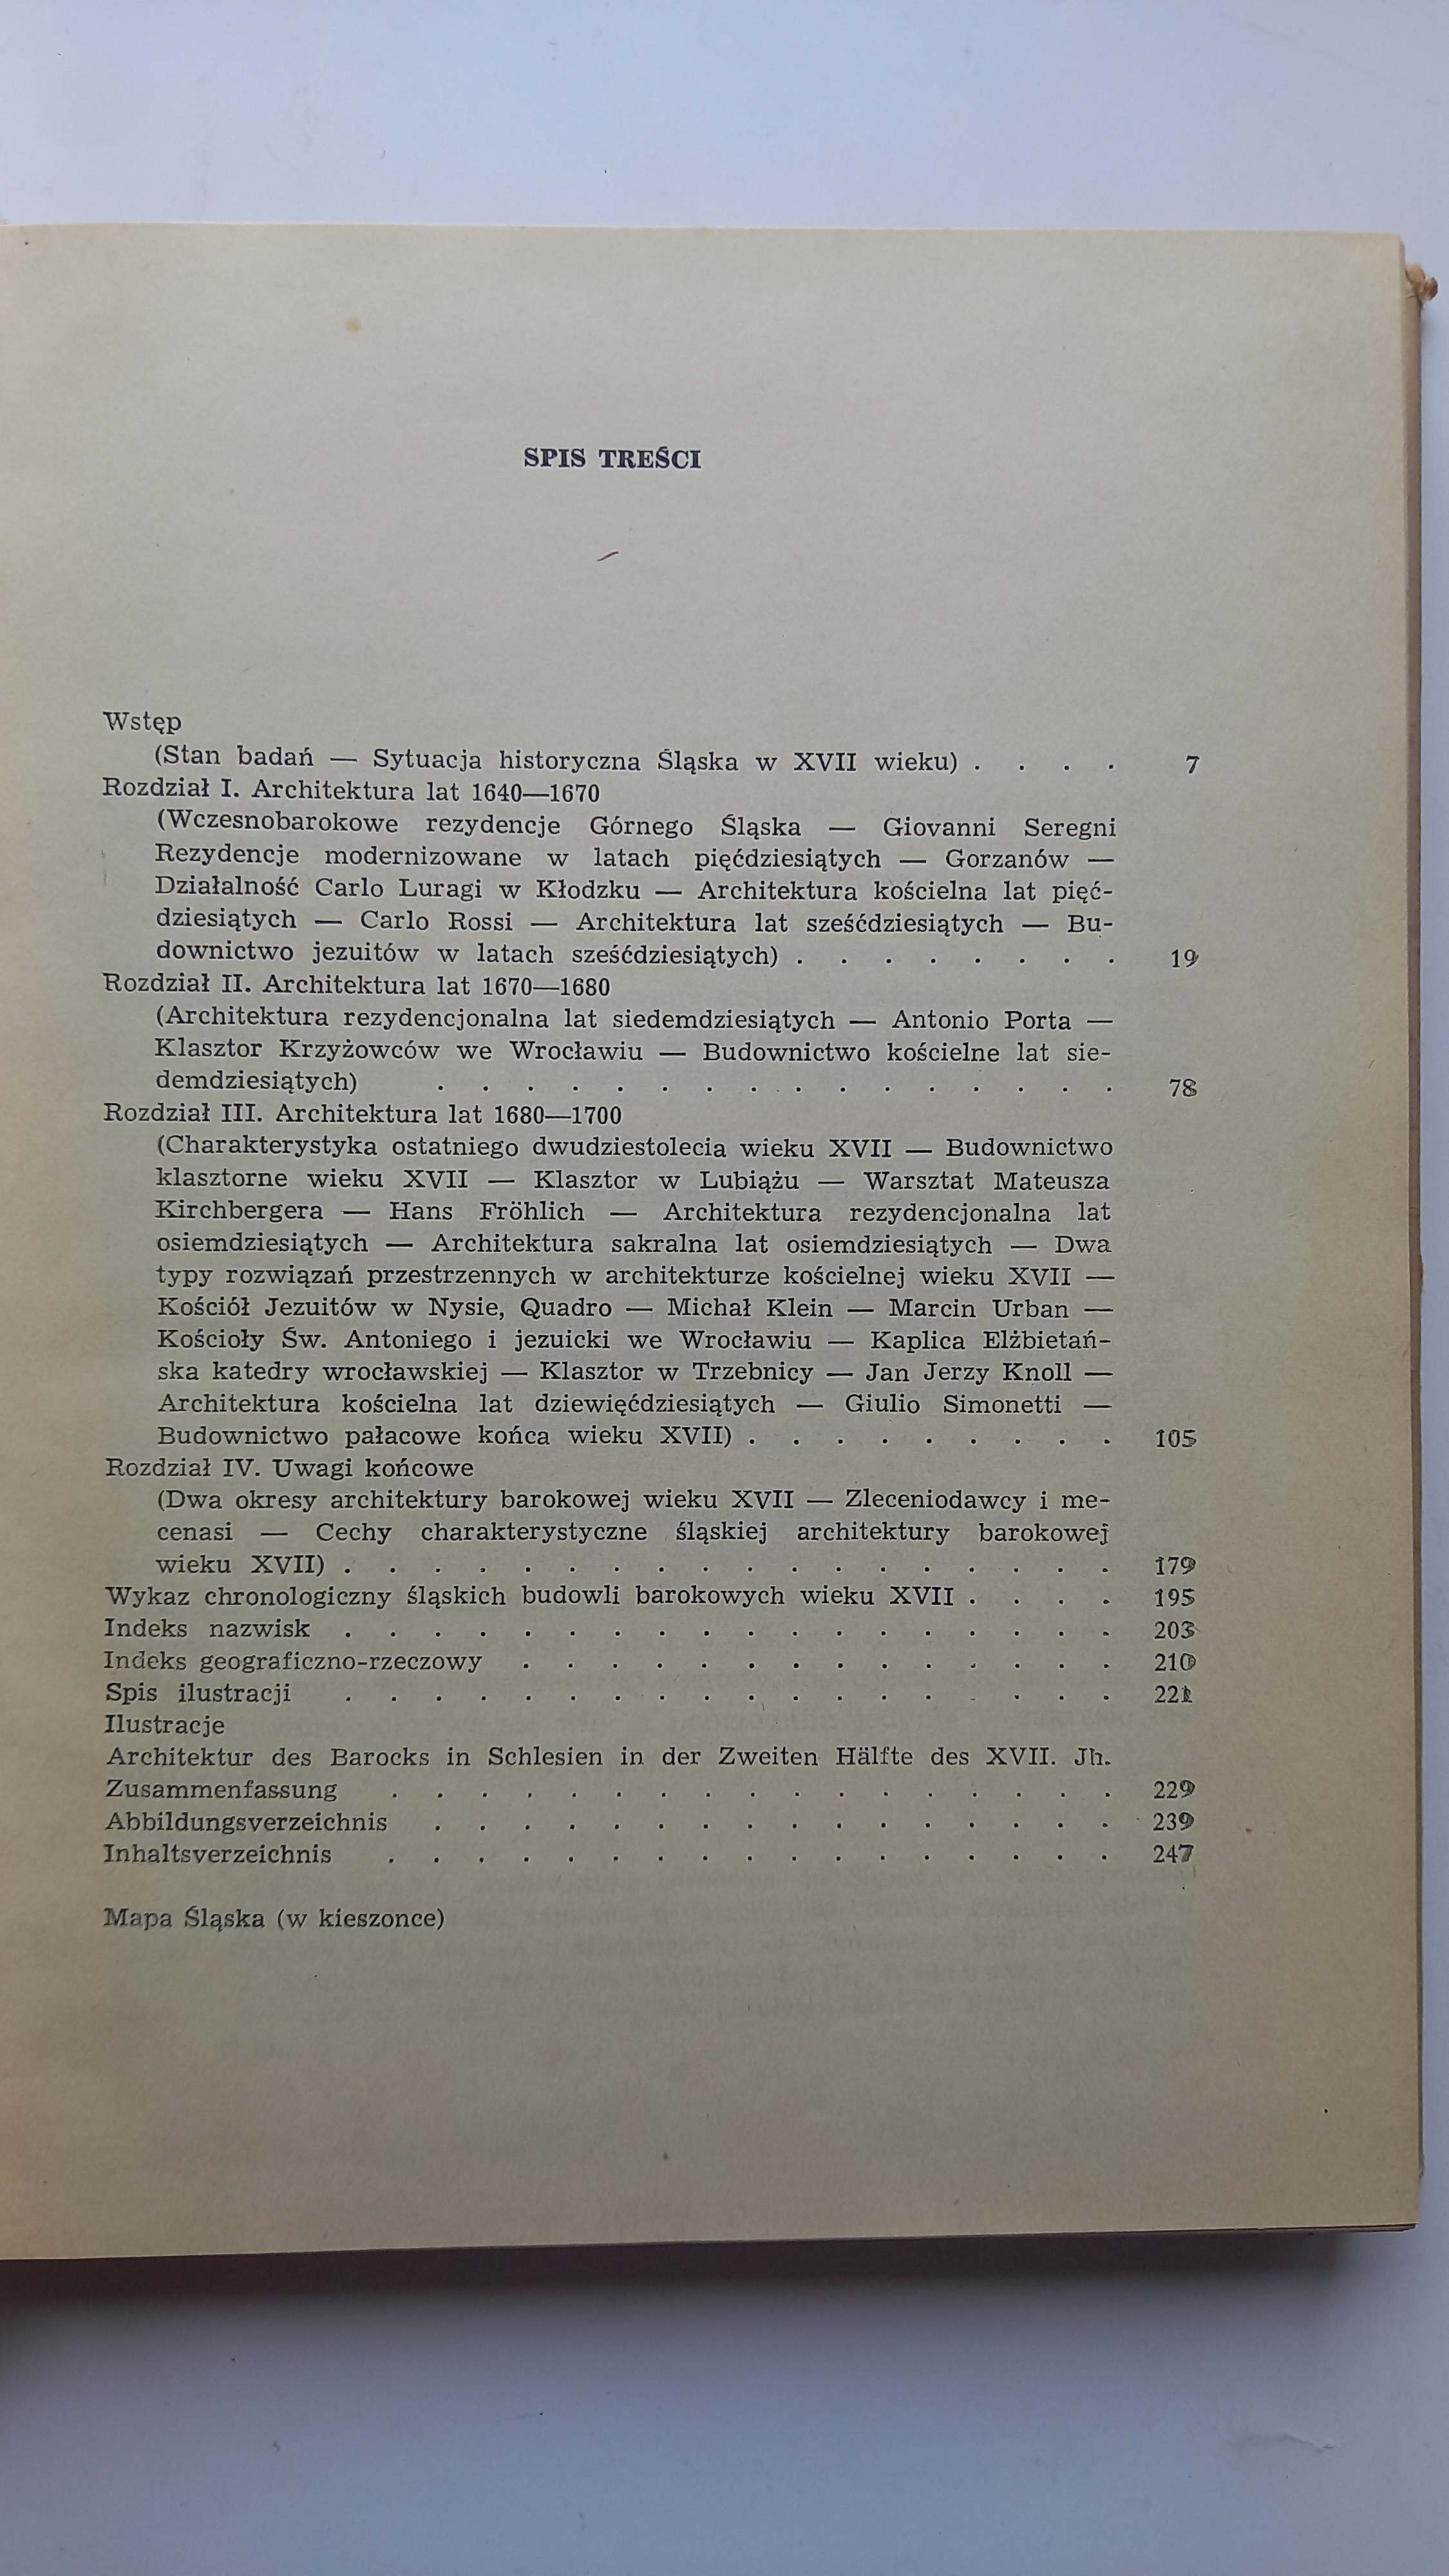 SPIS TREŚCI
Wstęp
(Stan badań — Sytuacja historyczna Śląska w XVII wieku) . . . . 7
Rozdział I. Architektura lat 1640—1670
(Wczesnobarokowe rezydencje Górnego Śląska — Giovanni Seregni
Rezydencje modernizowane w latach pięćdziesiątych — Gorzanów —
Działalność Carlo Luragi w Kłodzku — Architektura kościelna lat pięć-
dziesiątych — Carlo Rossi — Architektura lat sześćdziesiątych — Bu-
downictwo jezuitów w latach sześćdziesiątych) . . . . . . . . 19
Rozdział II. Architektura lat 1670—1680
(Architektura rezydencjonalna lat siedemdziesiątych — Antonio Porta —
Klasztor Krzyżowców we Wrocławiu — Budownictwo kościelne lat sie-
demdziesiątych) . . . . . . . . . . . . . . . . 78
Rozdział III. Architektura lat 1680—1700
(Charakterystyka ostatniego dwudziestolecia wieku XVII — Budownictwo
klasztorne wieku XVII — Klasztor w Lubiążu — Warsztat Mateusza
Kirchbergera — Hans Fröhlich — Architektura rezydencjonalna lat
osiemdziesiątych — Architektura sakralna lat osiemdziesiątych — Dwa
typy rozwiązań przestrzennych w architekturze kościelnej wieku XVII —
Kościół Jezuitów w Nysie, Quadro — Michał Klein — Marcin Urban —
Kościoły Św. Antoniego i jezuicki we Wrocławiu — Kaplica Elżbietań-
ska katedry wrocławskiej — Klasztor w Trzebnicy — Jan Jerzy Knoll —
Architektura kościelna lat dziewięćdziesiątych — Giulio Simonetti —
Budownictwo pałacowe końca wieku XVII) . . . . . . . . . 105
Rozdział IV. Uwagi końcowe
(Dwa okresy architektury barokowej wieku XVII — Zleceniodawcy i me-
cenasi — Cechy charakterystyczne śląskiej architektury barokowej
wieku XVII) . . . . . . . . . . . . . . . . . . 179
Wykaz chronologiczny śląskich budowli barokowych wieku XVII . . . . 195
Indeks nazwisk . . . . . . . . . . . . . . . . . . 203
Indeks geograficzno-rzeczowy . . . . . . . . . . . . . . 210
Spis ilustracji . . . . . . . . . . . . . . . . . . 221
Ilustracje
Architektur des Barocks in Schlesien in der Zweiten Hälfte des XVII. Jh.
Zusammenfassung . . . . . . . . . . . . . . . . . 229
Abbildungsverzeichnis . . . . . . . . . . . . . . . . 239
Inhaltsverzeichnis . . . . . . . . . . . . . . . . . 247
Mapa Śląska (w kieszonce)